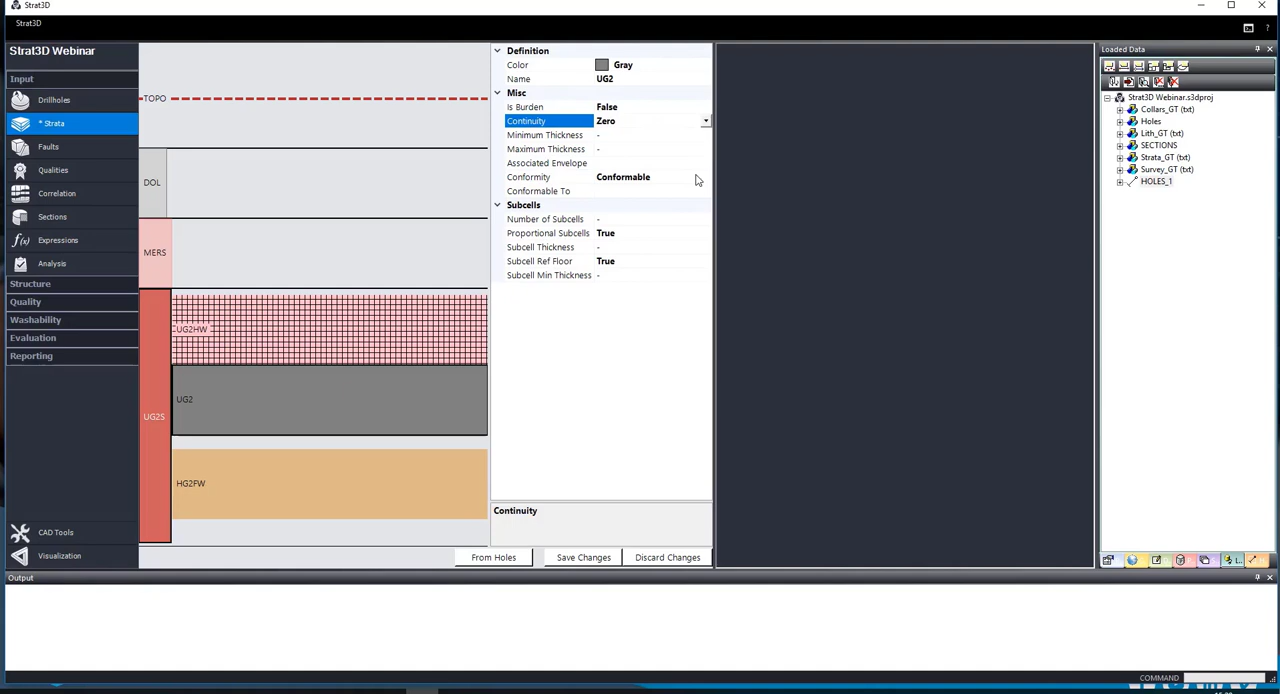 Strat3D
Strat3D
?
Strat3D Webinar
Input
Drillholes
* Strata
Faults
Qualities
Correlation
Sections
f(x) Expressions
Analysis
Structure
Quality
Washability
Evaluation
Reporting
CAD Tools
Visualization
TOPO
DOL
MERS
UG2HW
UG2
UG2S
HG2FW
Definition
Color Gray
Name UG2
Misc
Is Burden False
Continuity Zero
Minimum Thickness -
Maximum Thickness -
Associated Envelope
Conformity Conformable
Conformable To
Subcells
Number of Subcells -
Proportional Subcells True
Subcell Thickness -
Subcell Ref Floor True
Subcell Min Thickness -
Continuity
From Holes Save Changes Discard Changes
Loaded Data
Strat3D Webinar.s3dproj
Collars_GT (tx)
Holes
Lith_GT (tx)
SECTIONS
Strata_GT (tx)
Survey_GT (tx)
HOLES_1
Output
COMMAND